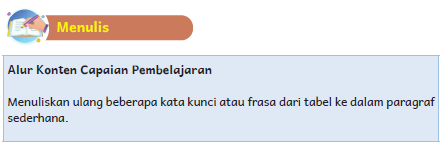 Menulis
Alur Konten Capaian Pembelajaran
Menuliskan ulang beberapa kata kunci atau frasa dari tabel ke dalam paragraf
sederhana.